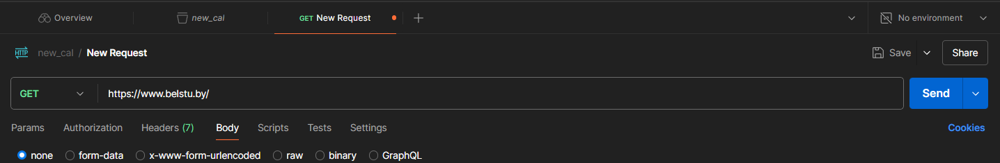 Overview new_cal GET New Request No environment
HTTP new_cal / New Request Save Share
GET https://www.belstu.by/ Send
Params Authorization Headers (7) Body Scripts Tests Settings Cookies
none form-data x-www-form-urlencoded raw binary GraphQL